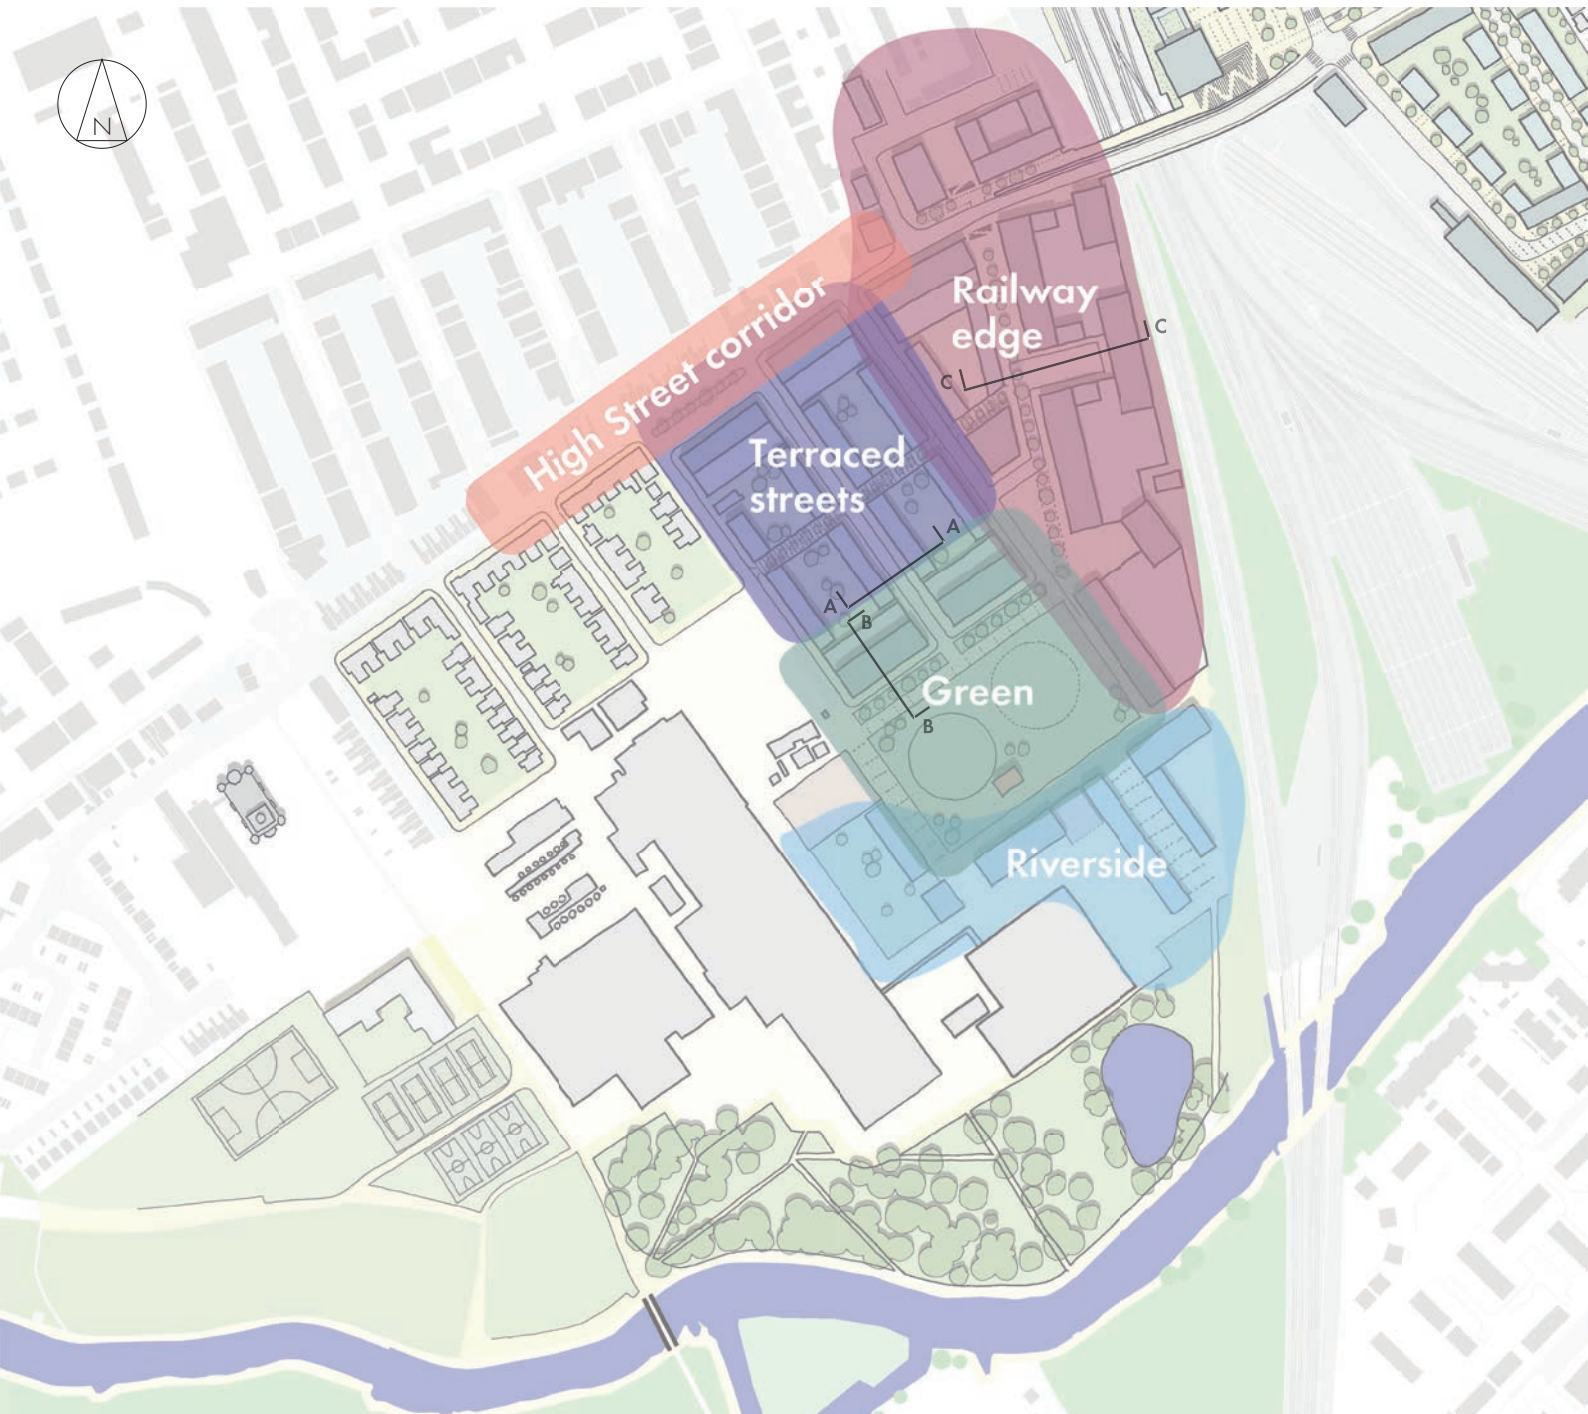 N
High Street corridor
Railway
edge
C
C
Terraced
streets
A
A
B
Green
B
Riverside